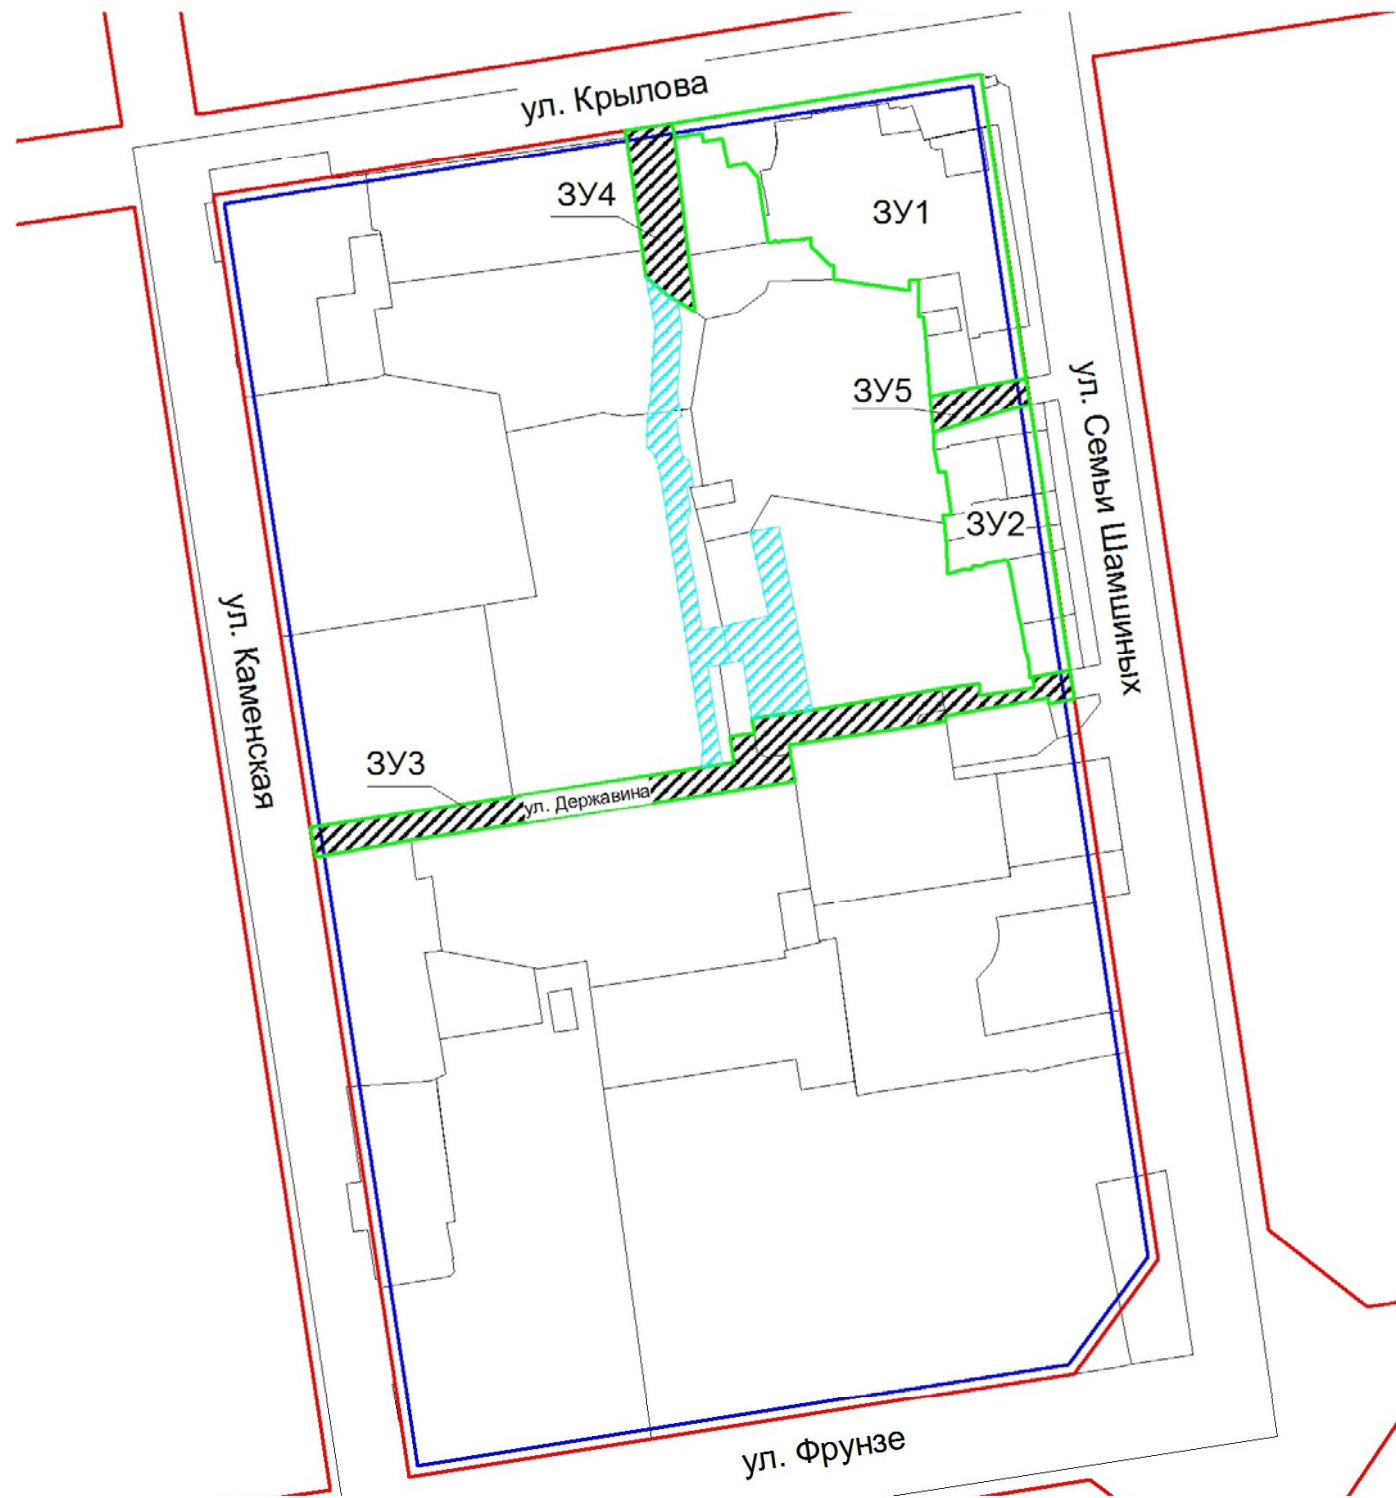 ул. Крылова
ЗУ4
ЗУ1
ЗУ5
ул. Семьи Шамшиных
ЗУ2
ул. Каменская
ЗУ3
ул. Державина
ул. Фрунзе